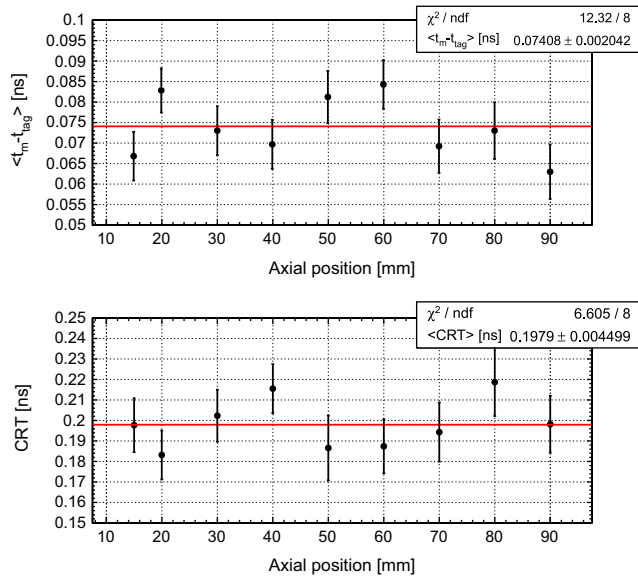 χ² / ndf 12.32 / 8
<t_m-t_tag> [ns] 0.07408 ± 0.002042
0.1
0.095
0.09
0.085
0.08
0.075
0.07
0.065
0.06
0.055
0.05
<t_m-t_tag> [ns]
10 20 30 40 50 60 70 80 90
Axial position [mm]
χ² / ndf 6.605 / 8
<CRT> [ns] 0.1979 ± 0.004499
0.25
0.24
0.23
0.22
0.21
0.2
0.19
0.18
0.17
0.16
0.15
CRT [ns]
10 20 30 40 50 60 70 80 90
Axial position [mm]